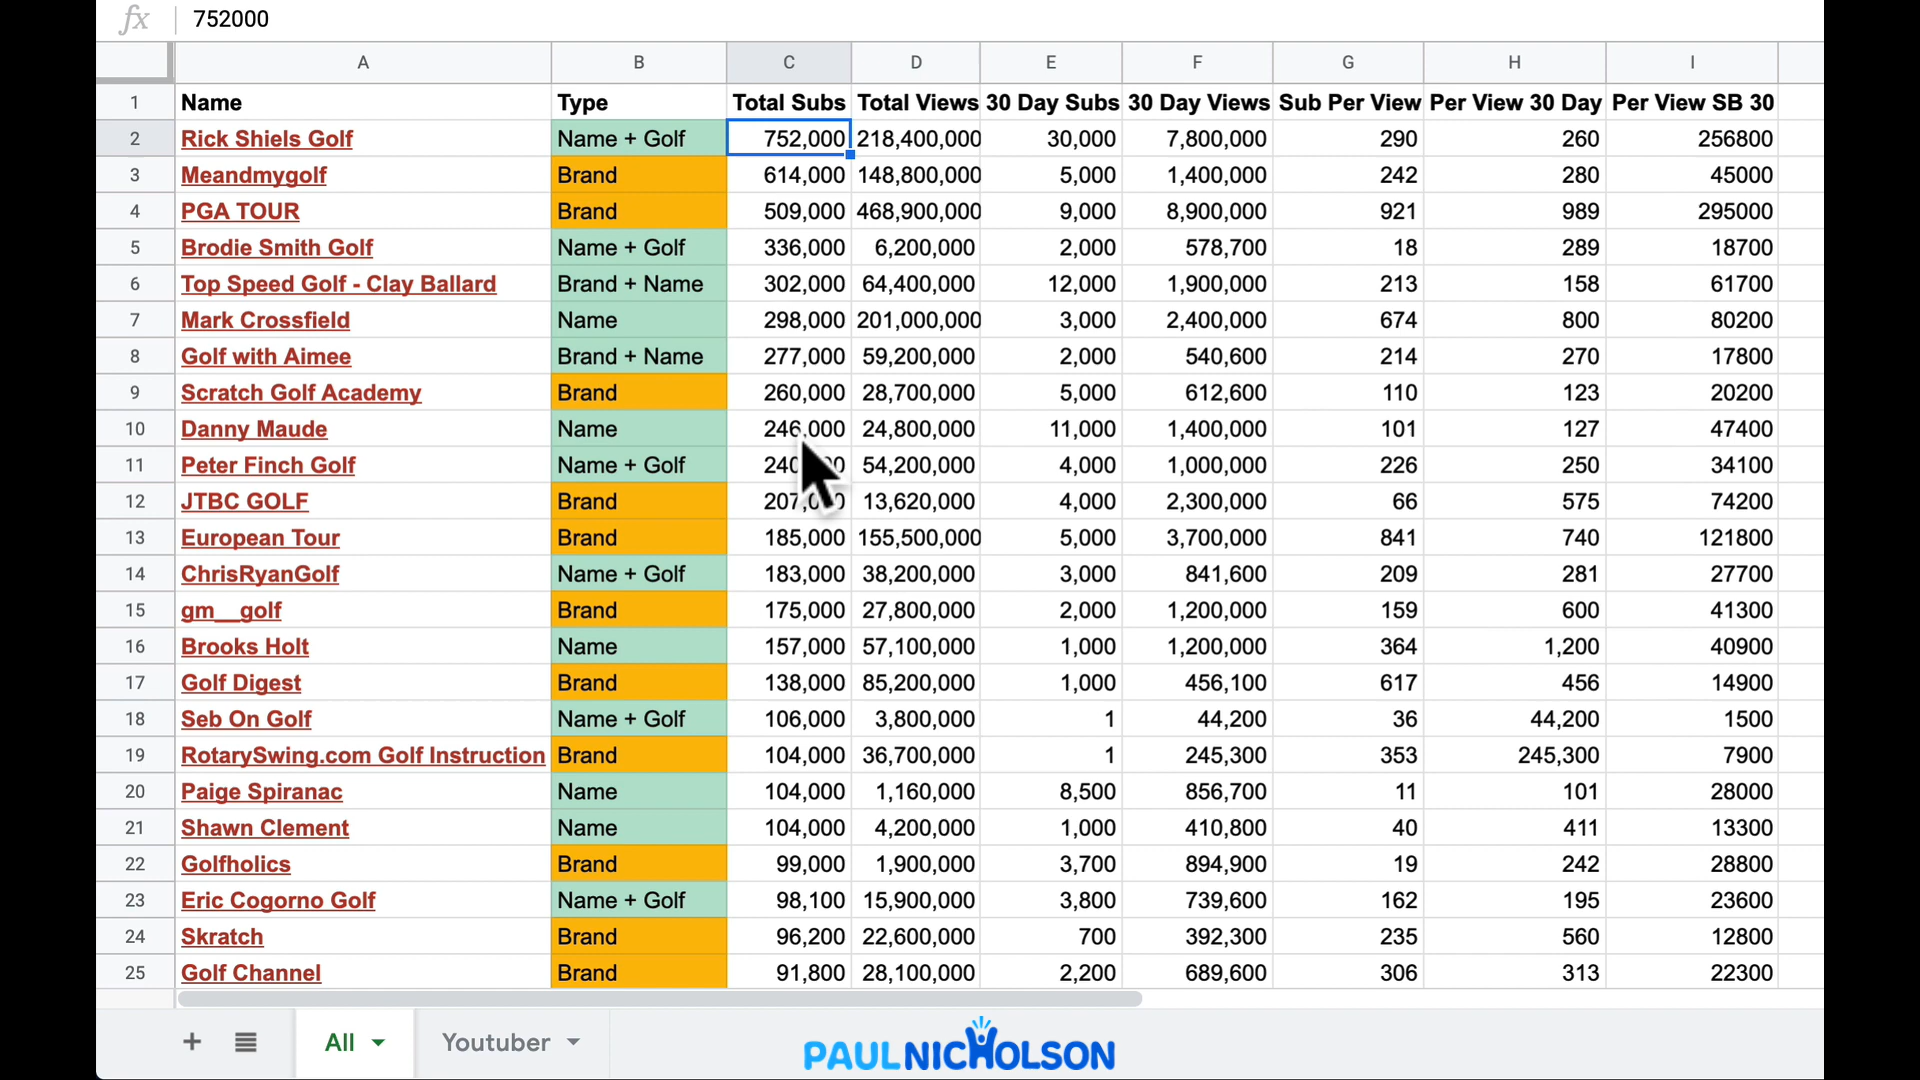 fx 752000
A B C D E F G H I
1 Name Type Total Subs Total Views 30 Day Subs 30 Day Views Sub Per View Per View 30 Day Per View SB 30
2 Rick Shiels Golf Name + Golf 752,000 218,400,000 30,000 7,800,000 290 260 256800
3 Meandmygolf Brand 614,000 148,800,000 5,000 1,400,000 242 280 45000
4 PGA TOUR Brand 509,000 468,900,000 9,000 8,900,000 921 989 295000
5 Brodie Smith Golf Name + Golf 336,000 6,200,000 2,000 578,700 18 289 18700
6 Top Speed Golf - Clay Ballard Brand + Name 302,000 64,400,000 12,000 1,900,000 213 158 61700
7 Mark Crossfield Name 298,000 201,000,000 3,000 2,400,000 674 800 80200
8 Golf with Aimee Brand + Name 277,000 59,200,000 2,000 540,600 214 270 17800
9 Scratch Golf Academy Brand 260,000 28,700,000 5,000 612,600 110 123 20200
10 Danny Maude Name 246,000 24,800,000 11,000 1,400,000 101 127 47400
11 Peter Finch Golf Name + Golf 54,200,000 4,000 1,000,000 226 250 34100
12 JTBC GOLF Brand 13,620,000 4,000 2,300,000 66 575 74200
13 European Tour Brand 185,000 155,500,000 5,000 3,700,000 841 740 121800
14 ChrisRyanGolf Name + Golf 183,000 38,200,000 3,000 841,600 209 281 27700
15 gm__golf Brand 175,000 27,800,000 2,000 1,200,000 159 600 41300
16 Brooks Holt Name 157,000 57,100,000 1,000 1,200,000 364 1,200 40900
17 Golf Digest Brand 138,000 85,200,000 1,000 456,100 617 456 14900
18 Seb On Golf Name + Golf 106,000 3,800,000 1 44,200 36 44,200 1500
19 RotarySwing.com Golf Instruction Brand 104,000 36,700,000 1 245,300 353 245,300 7900
20 Paige Spiranac Name 104,000 1,160,000 8,500 856,700 11 101 28000
21 Shawn Clement Name 104,000 4,200,000 1,000 410,800 40 411 13300
22 Golfholics Brand 99,000 1,900,000 3,700 894,900 19 242 28800
23 Eric Cogorno Golf Name + Golf 98,100 15,900,000 3,800 739,600 162 195 23600
24 Skratch Brand 96,200 22,600,000 700 392,300 235 560 12800
25 Golf Channel Brand 91,800 28,100,000 2,200 689,600 306 313 22300
+ All Youtuber PAULNICHOLSON